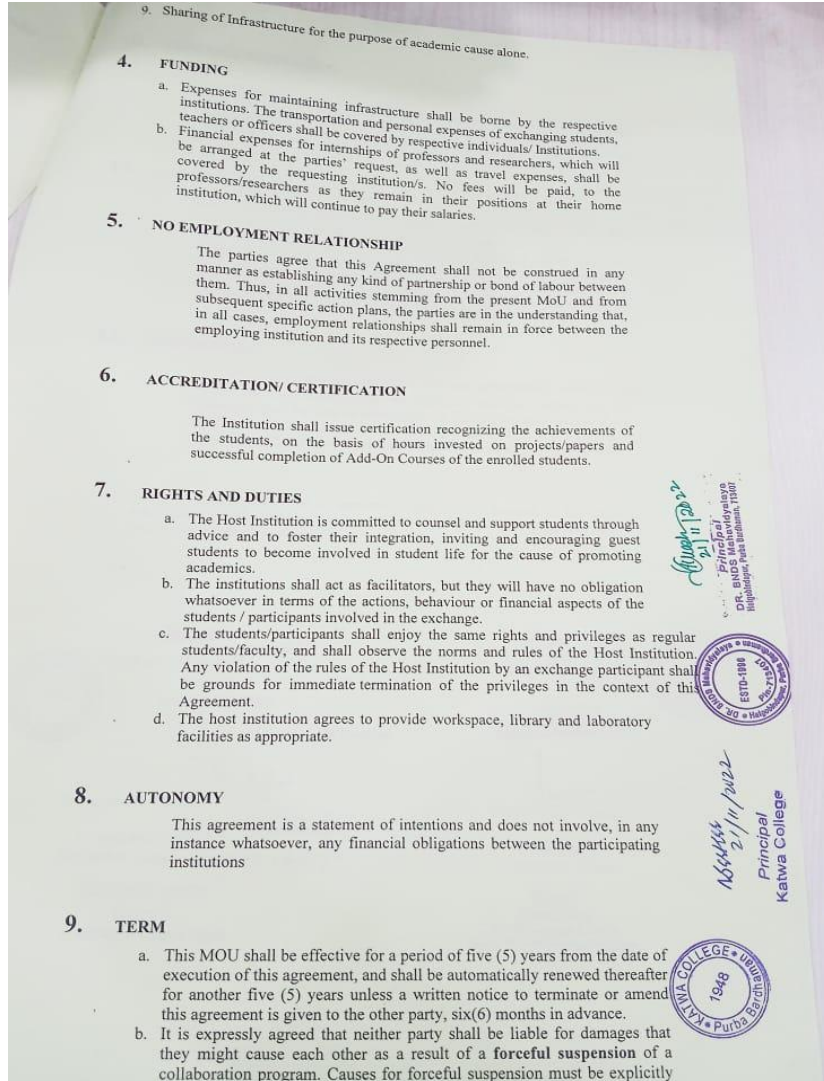 9. Sharing of Infrastructure for the purpose of academic cause alone.
4. FUNDING
a. Expenses for maintaining infrastructure shall be borne by the respective
institutions. The transportation and personal expenses of exchanging students,
teachers or officers shall be covered by respective individuals/ Institutions.
b. Financial expenses for internships of professors and researchers, which will
be arranged at the parties' request, as well as travel expenses, shall be
covered by the requesting institution/s. No fees will be paid, to the
professors/researchers as they remain in their positions at their home
institution, which will continue to pay their salaries.
5. NO EMPLOYMENT RELATIONSHIP
The parties agree that this Agreement shall not be construed in any
manner as establishing any kind of partnership or bond of labour between
them. Thus, in all activities stemming from the present MoU and from
subsequent specific action plans, the parties are in the understanding that,
in all cases, employment relationships shall remain in force between the
employing institution and its respective personnel.
6. ACCREDITATION/ CERTIFICATION
The Institution shall issue certification recognizing the achievements of
the students, on the basis of hours invested on projects/papers and
successful completion of Add-On Courses of the enrolled students.
7. RIGHTS AND DUTIES
a. The Host Institution is committed to counsel and support students through
advice and to foster their integration, inviting and encouraging guest
students to become involved in student life for the cause of promoting
academics.
b. The institutions shall act as facilitators, but they will have no obligation
whatsoever in terms of the actions, behaviour or financial aspects of the
students / participants involved in the exchange.
c. The students/participants shall enjoy the same rights and privileges as regular
students/faculty, and shall observe the norms and rules of the Host Institution.
Any violation of the rules of the Host Institution by an exchange participant shall
be grounds for immediate termination of the privileges in the context of this
Agreement.
d. The host institution agrees to provide workspace, library and laboratory
facilities as appropriate.
8. AUTONOMY
This agreement is a statement of intentions and does not involve, in any
instance whatsoever, any financial obligations between the participating
institutions
9. TERM
a. This MOU shall be effective for a period of five (5) years from the date of
execution of this agreement, and shall be automatically renewed thereafter
for another five (5) years unless a written notice to terminate or amend
this agreement is given to the other party, six(6) months in advance.
b. It is expressly agreed that neither party shall be liable for damages that
they might cause each other as a result of a forceful suspension of a
collaboration program. Causes for forceful suspension must be explicitly
21/11/2022
Principal
DR. BNDS Mahavidyalaya
Purba Bardhaman, 713407
DR. BNDS Mahavidyalaya
ESTD-1998
Pin-713407
21/11/2022
Principal
Katwa College
KATWA COLLEGE
1948
Purba Bardhaman